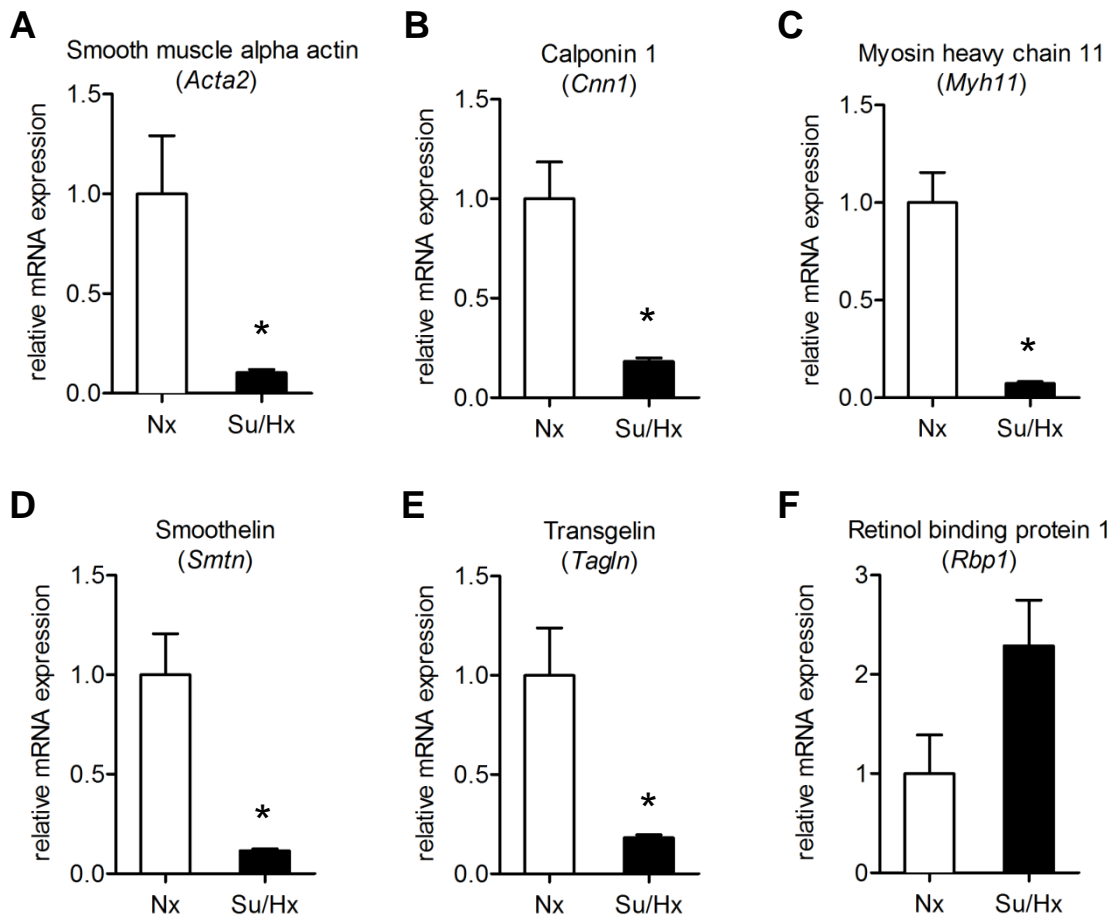 A
Smooth muscle alpha actin
(Acta2)
relative mRNA expression
1.5
1.0
0.5
0.0
*
Nx Su/Hx
B
Calponin 1
(Cnn1)
relative mRNA expression
1.5
1.0
0.5
0.0
*
Nx Su/Hx
C
Myosin heavy chain 11
(Myh11)
relative mRNA expression
1.5
1.0
0.5
0.0
*
Nx Su/Hx
D
Smoothelin
(Smtn)
relative mRNA expression
1.5
1.0
0.5
0.0
*
Nx Su/Hx
E
Transgelin
(Tagln)
relative mRNA expression
1.5
1.0
0.5
0.0
*
Nx Su/Hx
F
Retinol binding protein 1
(Rbp1)
relative mRNA expression
3
2
1
0
Nx Su/Hx